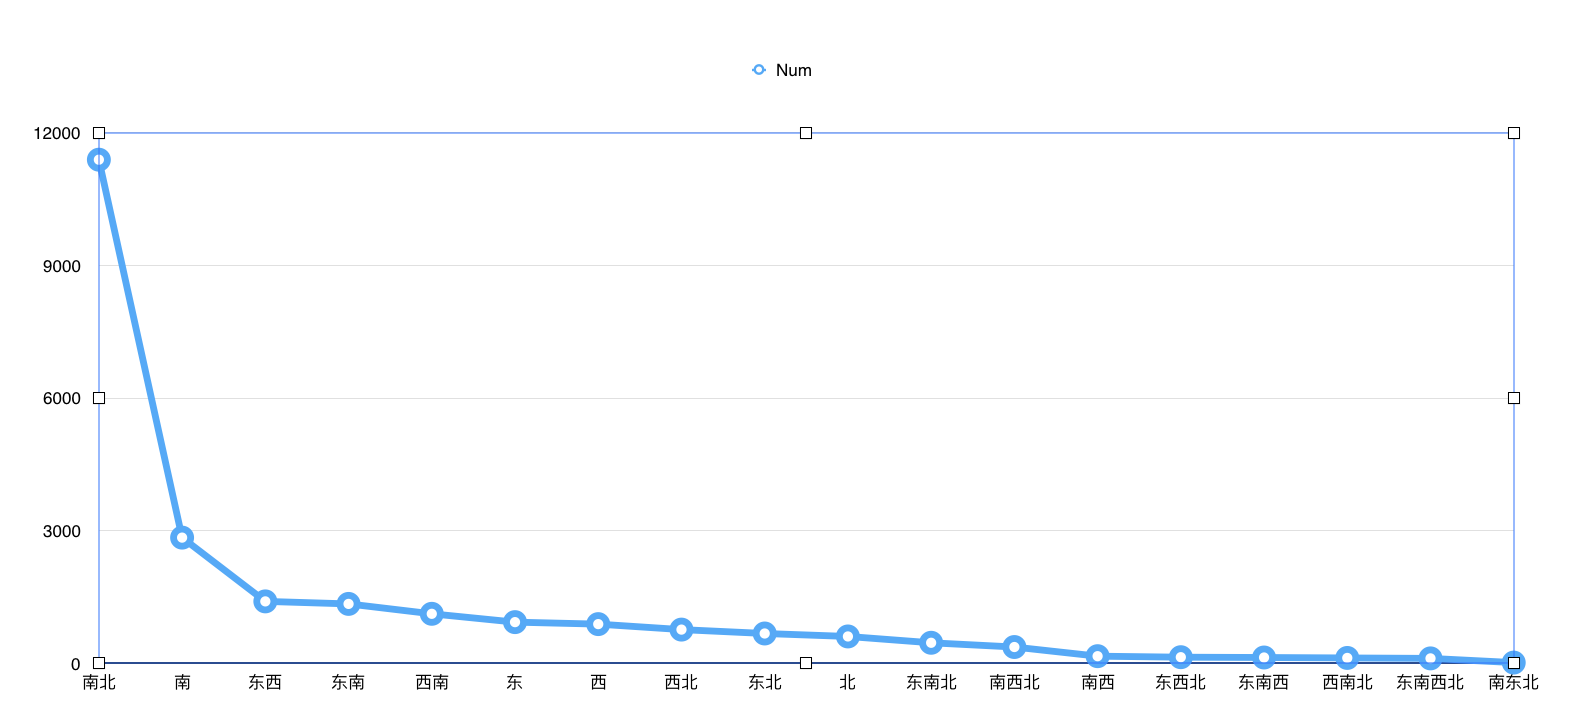 Num
12000
9000
6000
3000
0
南北 南 东西 东南 西南 东 西 西北 东北 北 东南北 南西北 南西 东西北 东南西 西南北 东南西北 南东北